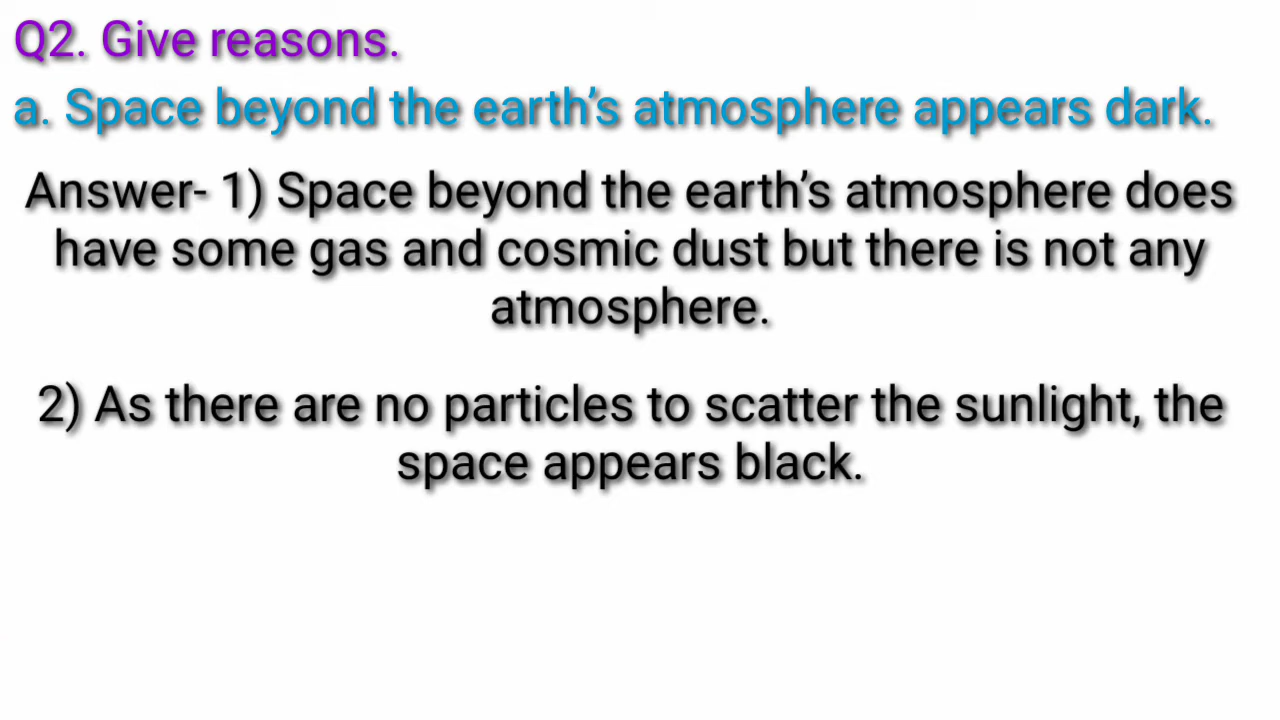 Q2. Give reasons.
a. Space beyond the earth’s atmosphere appears dark.
Answer- 1) Space beyond the earth’s atmosphere does
have some gas and cosmic dust but there is not any
atmosphere.
2) As there are no particles to scatter the sunlight, the
space appears black.